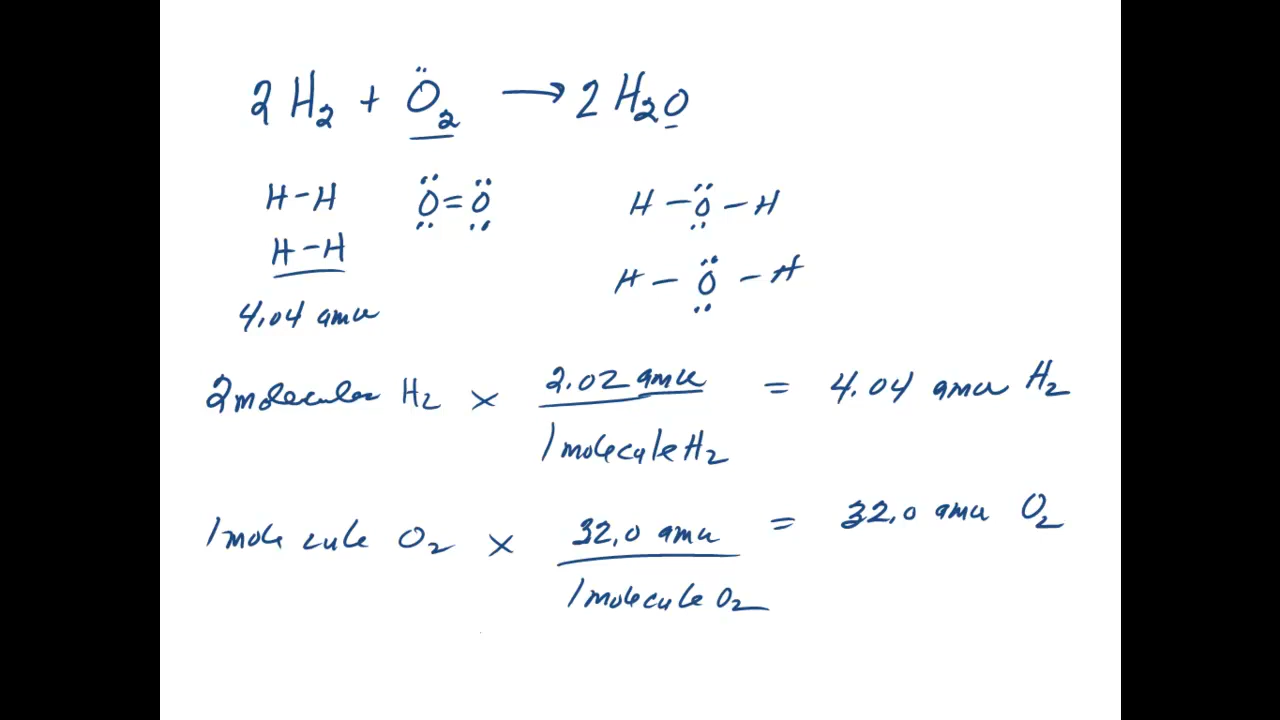 2 H₂ + Ö₂ → 2 H₂O
H–H Ö=Ö H–Ö–H
H–H H–Ö–H
4.04 amu
2 molecules H₂ × 2.02 amu / 1 molecule H₂ = 4.04 amu H₂
1 molecule O₂ × 32.0 amu / 1 molecule O₂ = 32.0 amu O₂